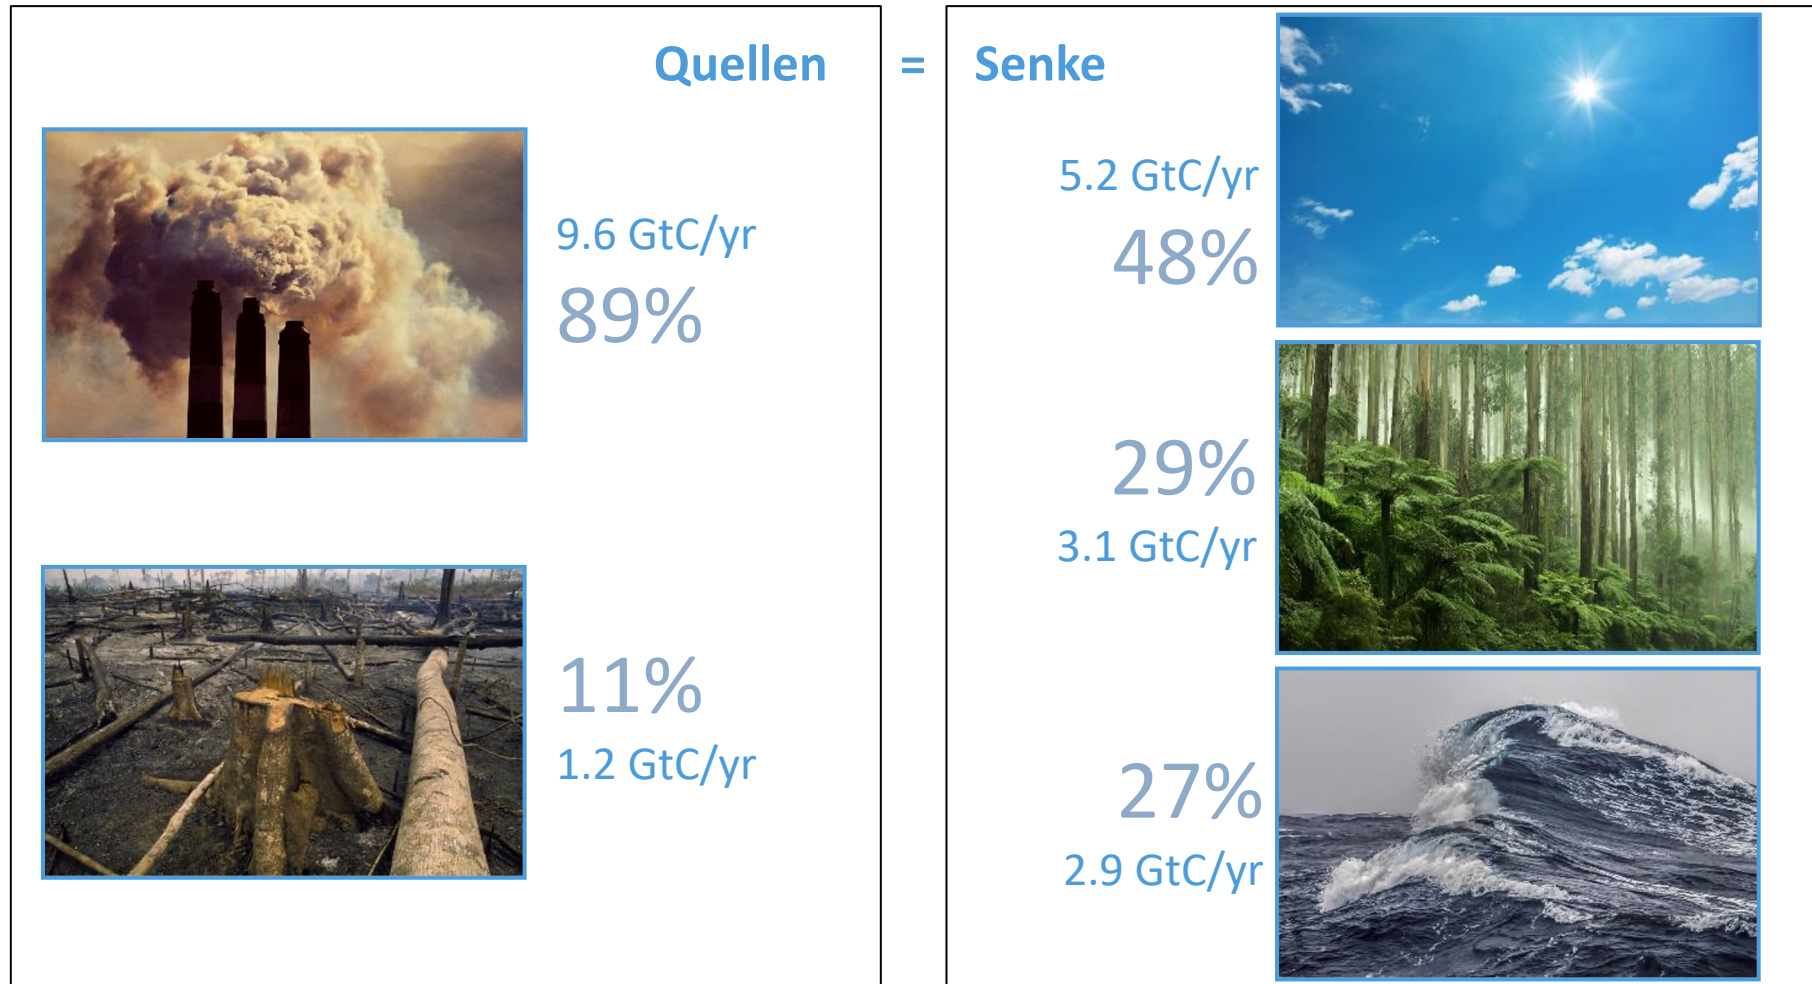 Quellen = Senke
9.6 GtC/yr
89%
11%
1.2 GtC/yr
5.2 GtC/yr
48%
29%
3.1 GtC/yr
27%
2.9 GtC/yr